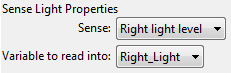 Sense Light Properties
Sense: Right light level
Variable to read into: Right_Light